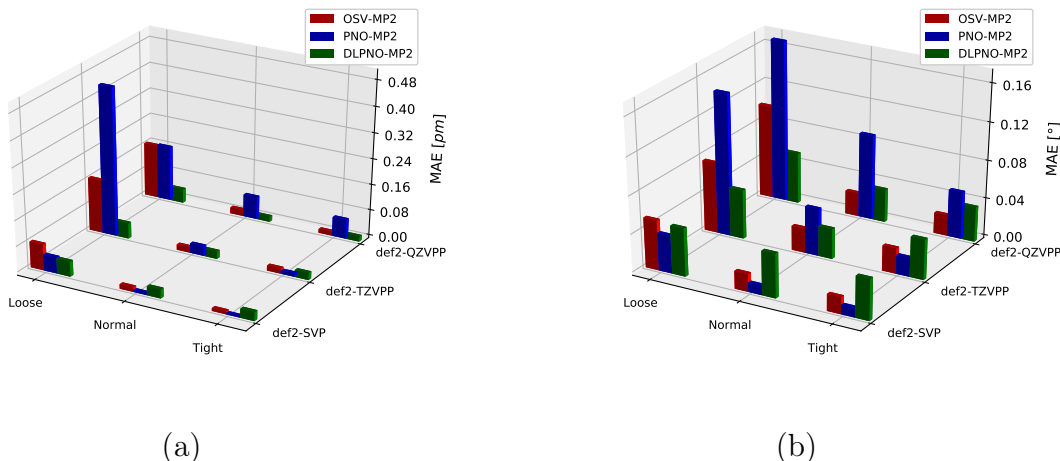 OSV-MP2
PNO-MP2
DLPNO-MP2
0.48
0.40
0.32
0.24
0.16
0.08
0.00
MAE [pm]
def2-QZVPP
def2-TZVPP
def2-SVP
Loose
Normal
Tight
(a)
OSV-MP2
PNO-MP2
DLPNO-MP2
0.16
0.12
0.08
0.04
0.00
MAE [°]
def2-QZVPP
def2-TZVPP
def2-SVP
Loose
Normal
Tight
(b)